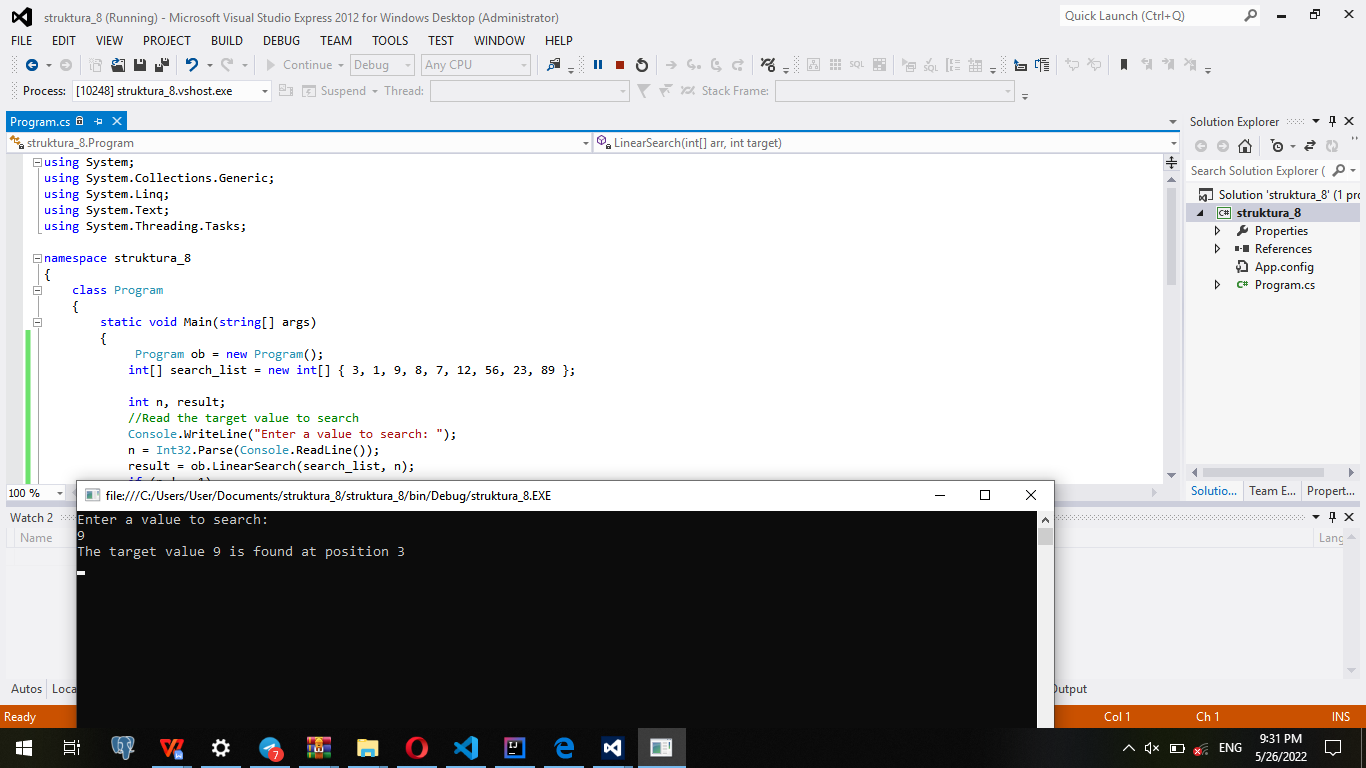 struktura_8 (Running) - Microsoft Visual Studio Express 2012 for Windows Desktop (Administrator)
Quick Launch (Ctrl+Q)
FILE EDIT VIEW PROJECT BUILD DEBUG TEAM TOOLS TEST WINDOW HELP
Continue Debug Any CPU SQL
Process: [10248] struktura_8.vshost.exe Suspend Thread: Stack Frame:
Program.cs
struktura_8.Program LinearSearch(int[] arr, int target)
using System;
using System.Collections.Generic;
using System.Linq;
using System.Text;
using System.Threading.Tasks;
namespace struktura_8
{
class Program
{
static void Main(string[] args)
{
Program ob = new Program();
int[] search_list = new int[] { 3, 1, 9, 8, 7, 12, 56, 23, 89 };
int n, result;
//Read the target value to search
Console.WriteLine("Enter a value to search: ");
n = Int32.Parse(Console.ReadLine());
result = ob.LinearSearch(search_list, n);
100 %
Solution Explorer
Search Solution Explorer (
Solution 'struktura_8' (1 pro
C# struktura_8
Properties
References
App.config
C# Program.cs
Solutio... Team E... Propert...
Watch 2
Name
Lang
file:///C:/Users/User/Documents/struktura_8/struktura_8/bin/Debug/struktura_8.EXE
Enter a value to search:
9
The target value 9 is found at position 3
Autos Loca Output
Ready Col 1 Ch 1 INS
7
ENG
9:31 PM
5/26/2022